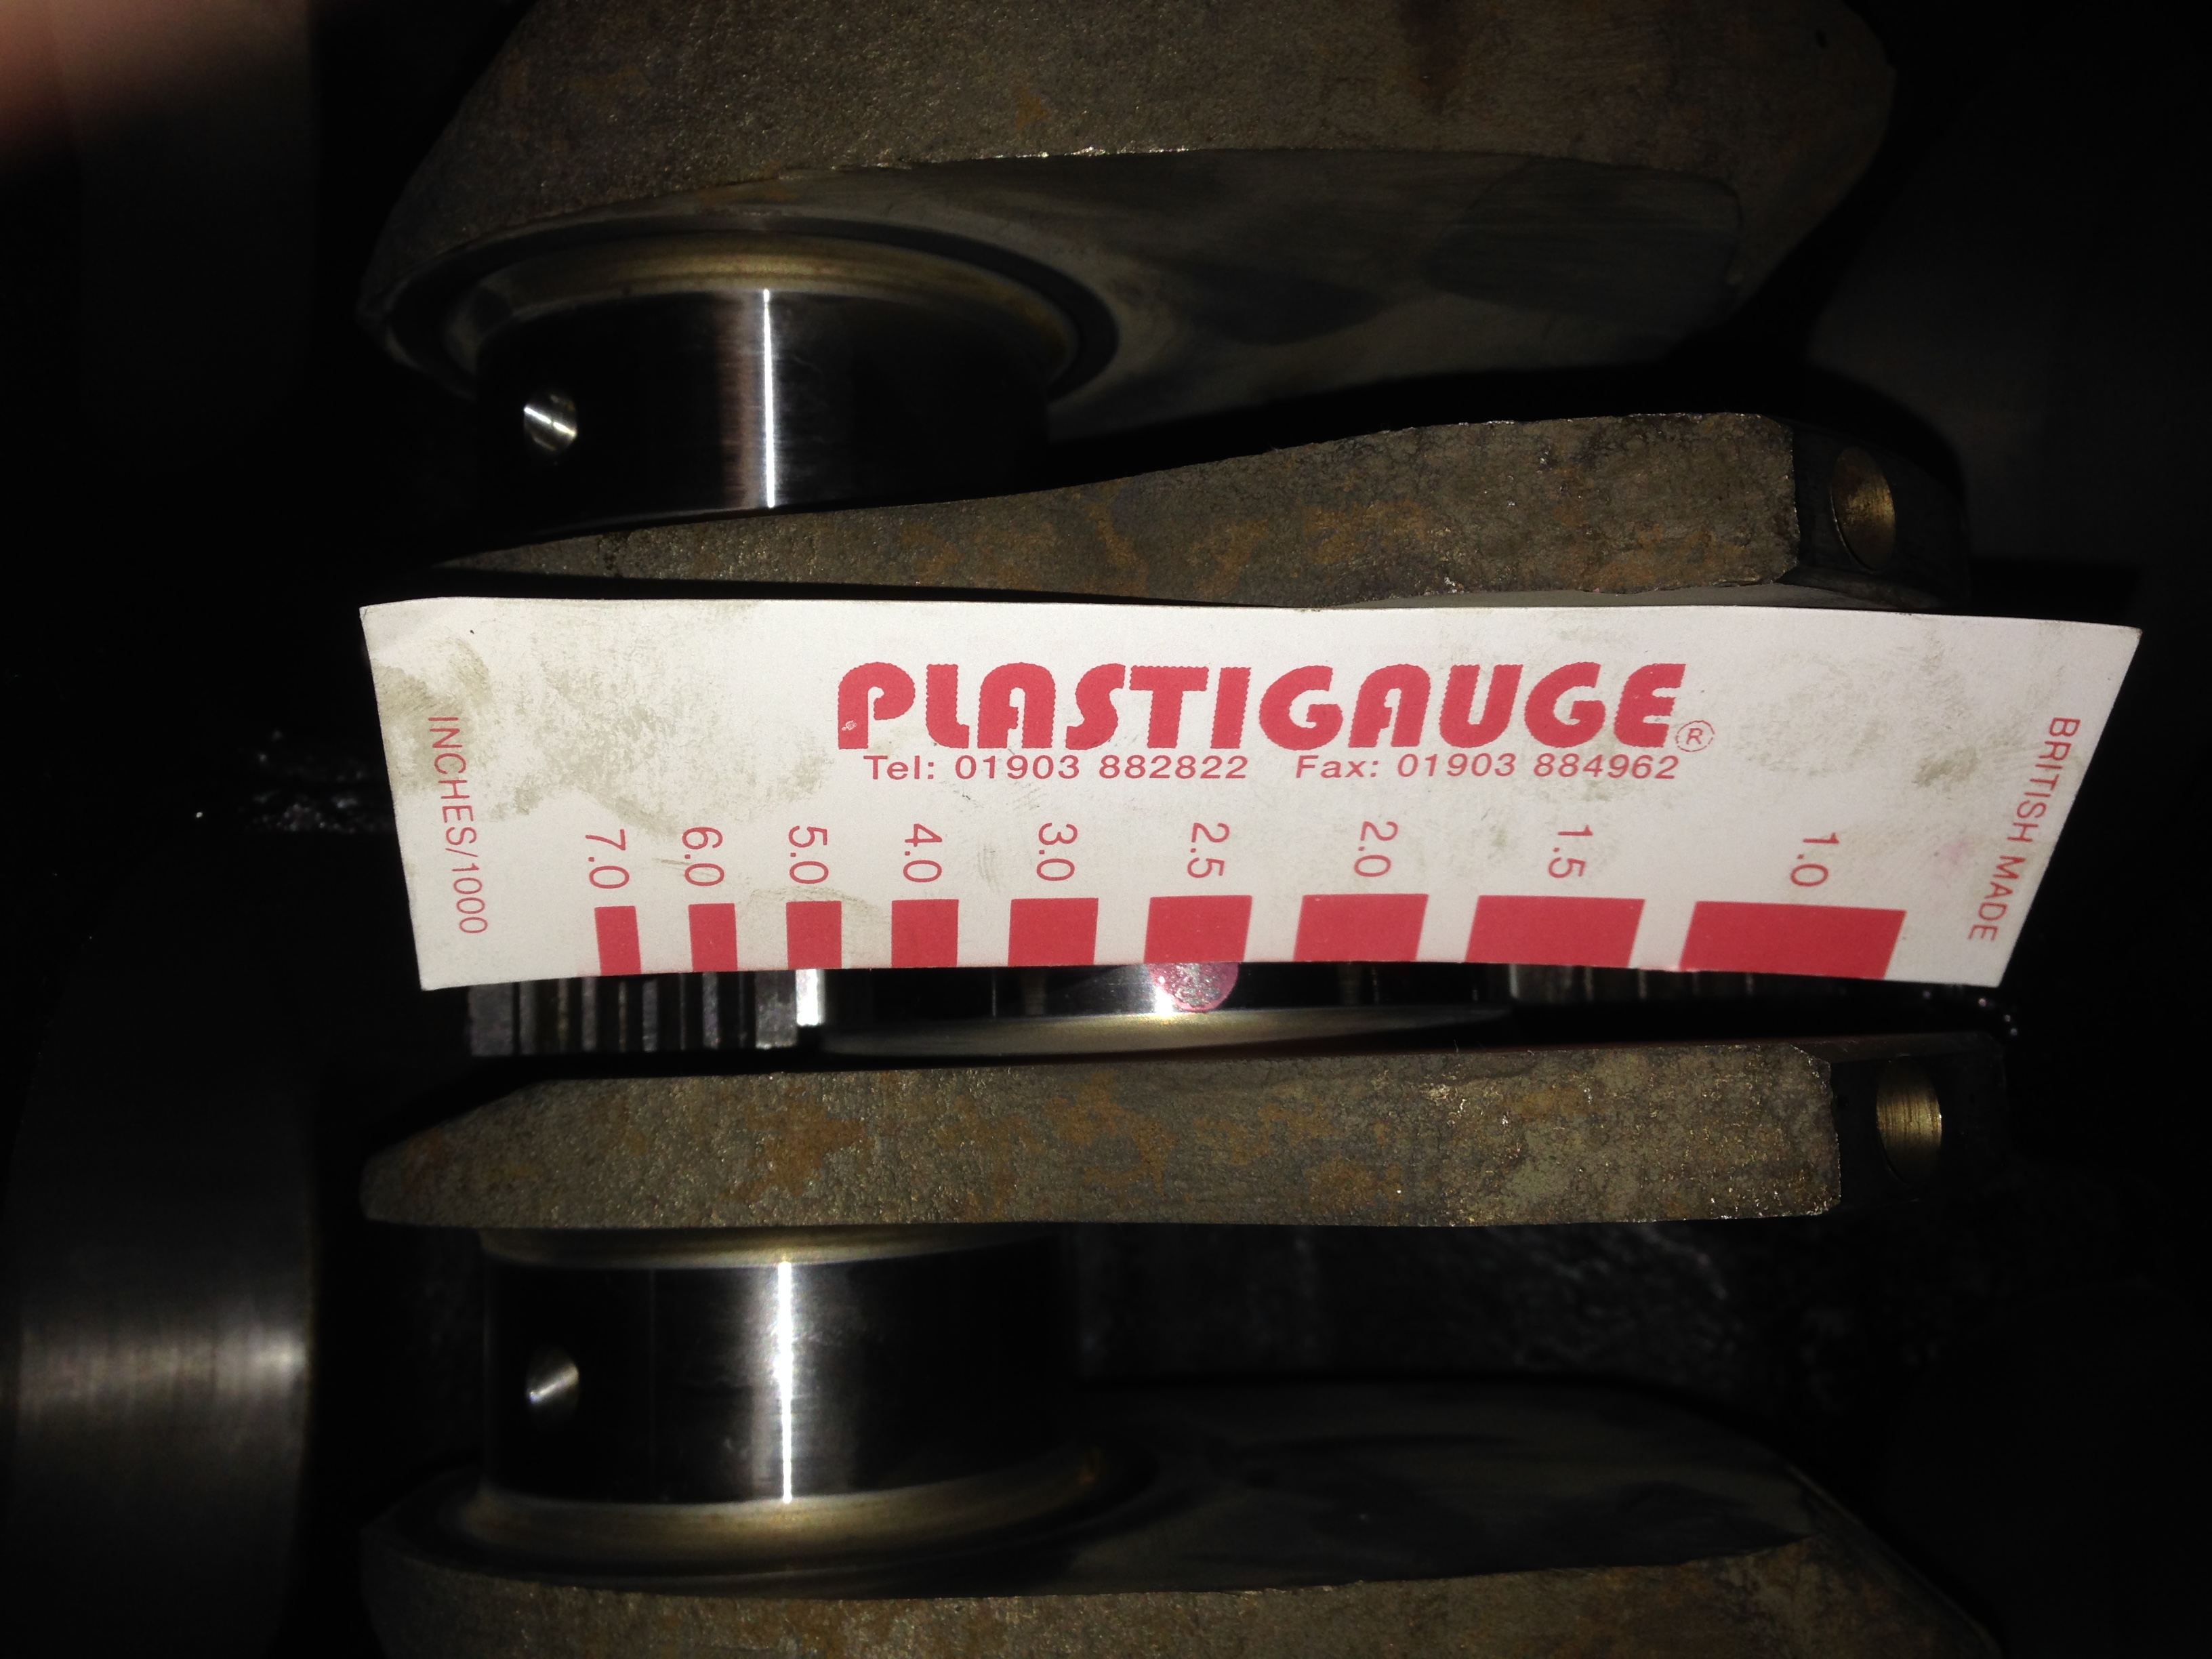 PLASTIGAUGE®
Tel: 01903 882822 Fax: 01903 884962
INCHES/1000
7.0 6.0 5.0 4.0 3.0 2.5 2.0 1.5 1.0
BRITISH MADE